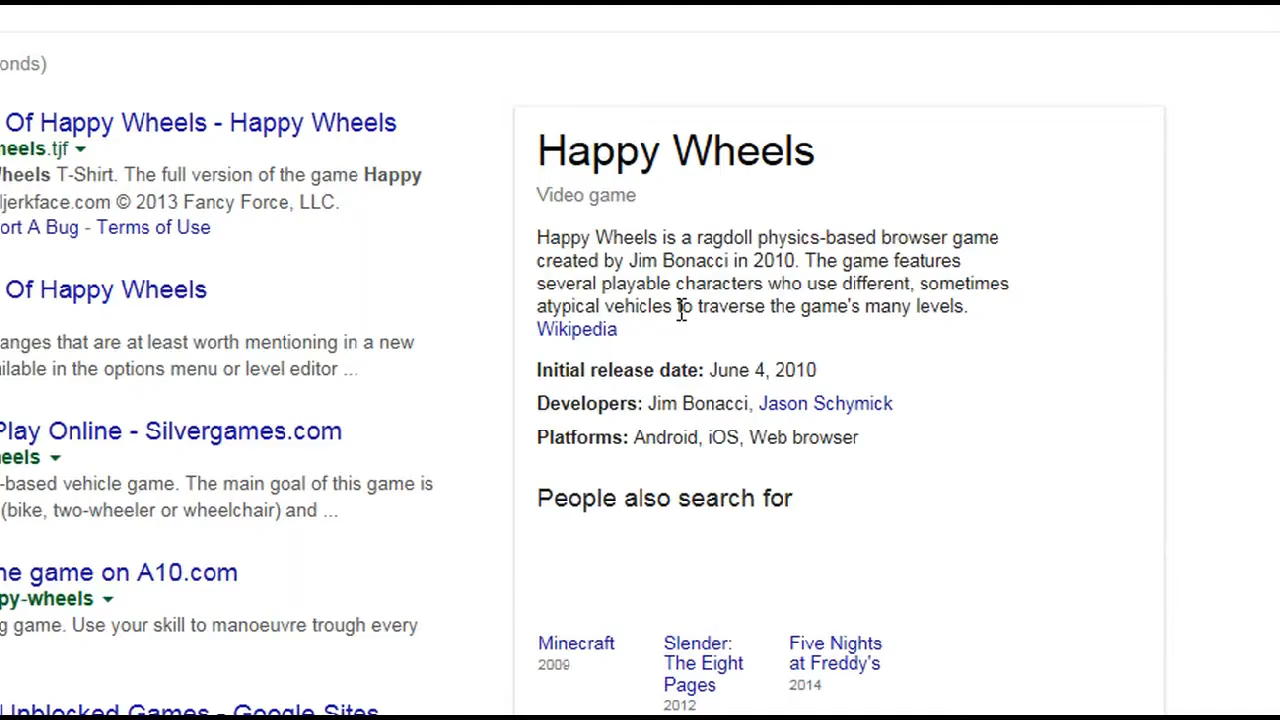 onds)
Of Happy Wheels - Happy Wheels
heels.tjf
Wheels T-Shirt. The full version of the game Happy
ljerkface.com © 2013 Fancy Force, LLC.
ort A Bug - Terms of Use
Of Happy Wheels
anges that are at least worth mentioning in a new
ilable in the options menu or level editor ...
Play Online - Silvergames.com
eels
-based vehicle game. The main goal of this game is
(bike, two-wheeler or wheelchair) and ...
ne game on A10.com
py-wheels
g game. Use your skill to manoeuvre trough every
Unblocked Games - Google Sites
Happy Wheels
Video game
Happy Wheels is a ragdoll physics-based browser game
created by Jim Bonacci in 2010. The game features
several playable characters who use different, sometimes
atypical vehicles to traverse the game's many levels.
Wikipedia
Initial release date: June 4, 2010
Developers: Jim Bonacci, Jason Schymick
Platforms: Android, iOS, Web browser
People also search for
Minecraft
2009
Slender:
The Eight
Pages
2012
Five Nights
at Freddy's
2014